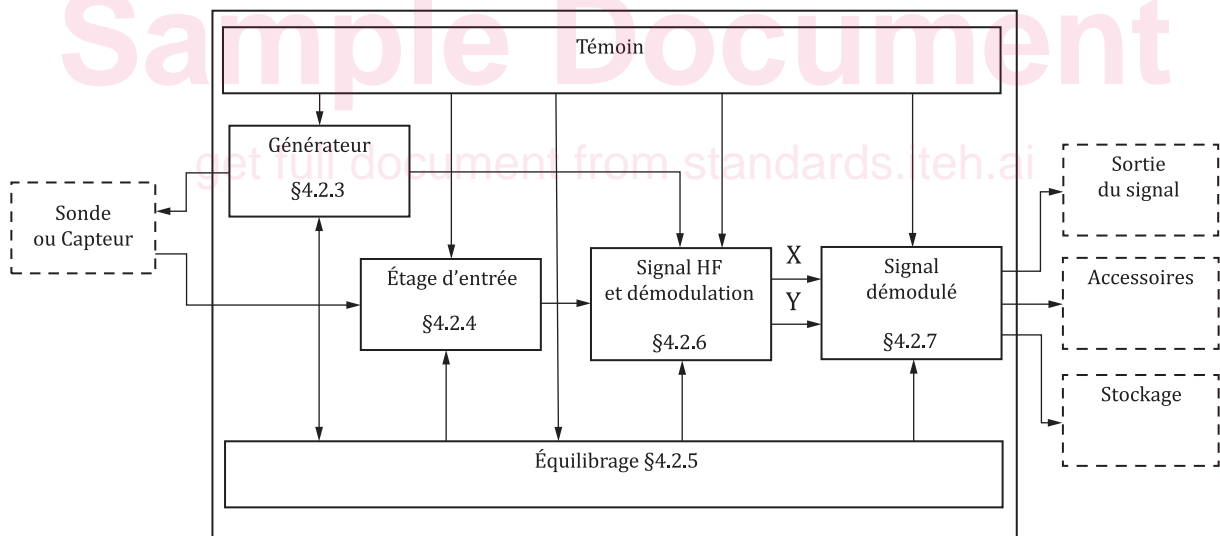 Sample Document
get full document from standards.iteh.ai
Témoin
Générateur
§4.2.3
Sonde
ou Capteur
Étage d'entrée
§4.2.4
Signal HF
et démodulation
§4.2.6
X
Y
Signal
démodulé
§4.2.7
Sortie
du signal
Accessoires
Stockage
Équilibrage §4.2.5